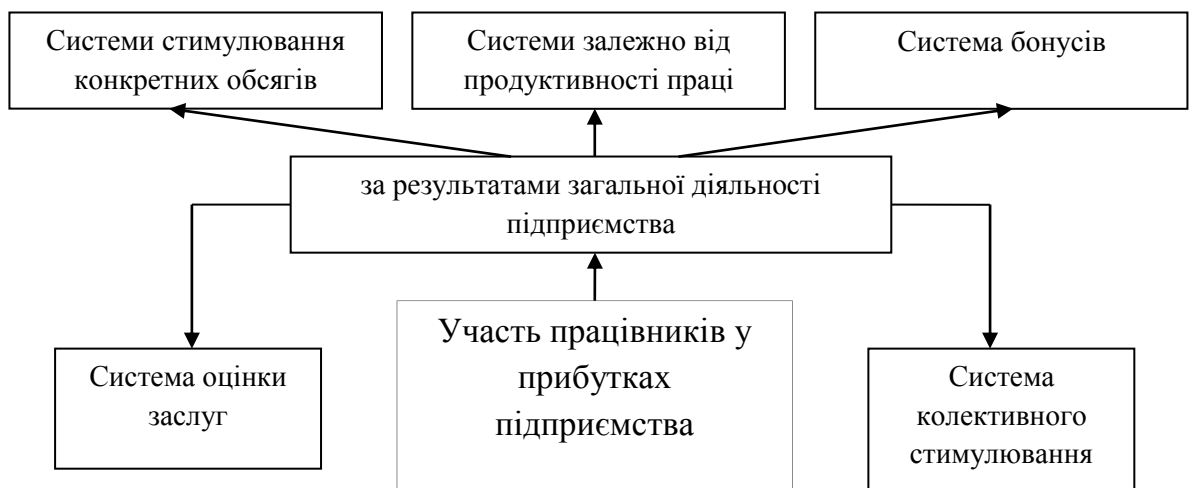 Системи стимулювання
конкретних обсягів
Системи залежно від
продуктивності праці
Система бонусів
за результатами загальної діяльності
підприємства
Система оцінки
заслуг
Участь працівників у
прибутках
підприємства
Система
колективного
стимулювання